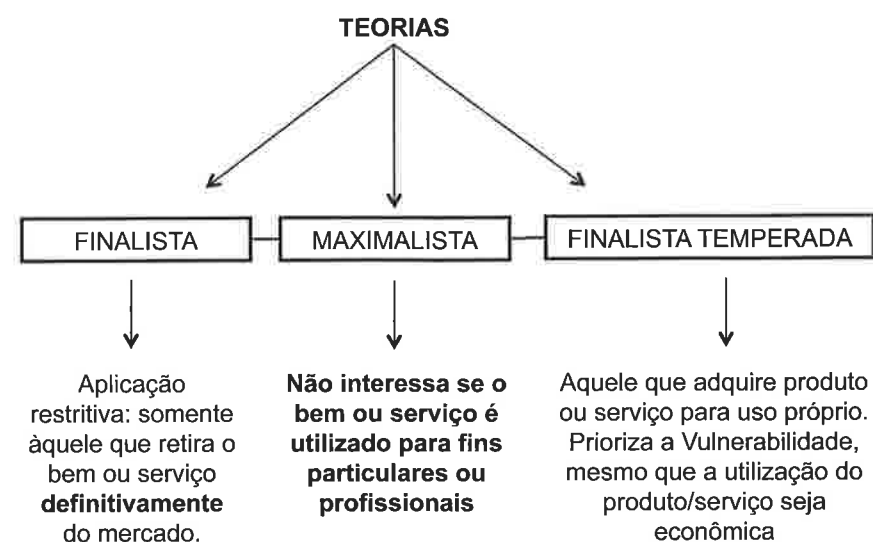 TEORIAS
FINALISTA
MAXIMALISTA
FINALISTA TEMPERADA
Aplicação
restritiva: somente
àquele que retira o
bem ou serviço
definitivamente
do mercado.
Não interessa se o
bem ou serviço é
utilizado para fins
particulares ou
profissionais
Aquele que adquire produto
ou serviço para uso próprio.
Prioriza a Vulnerabilidade,
mesmo que a utilização do
produto/serviço seja
econômica